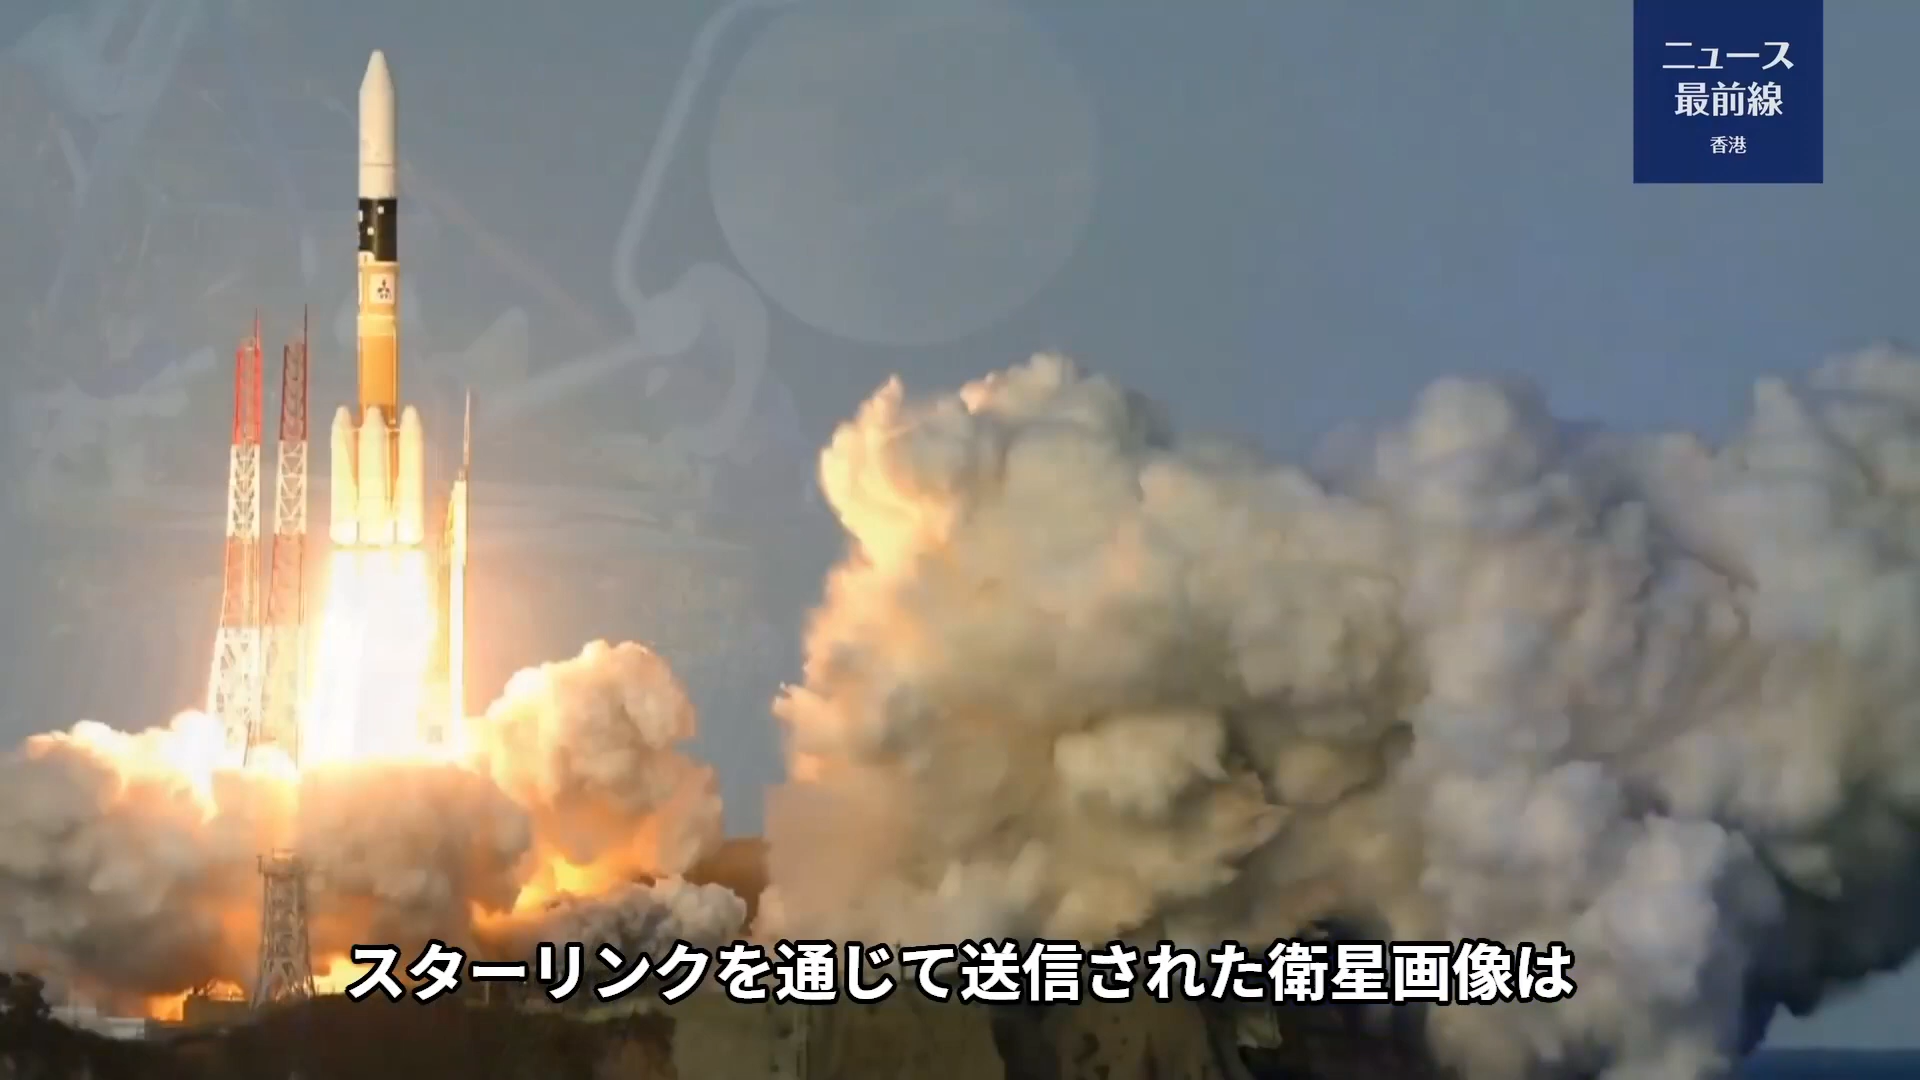 ニュース
最前線
香港
スターリンクを通じて送信された衛星画像は